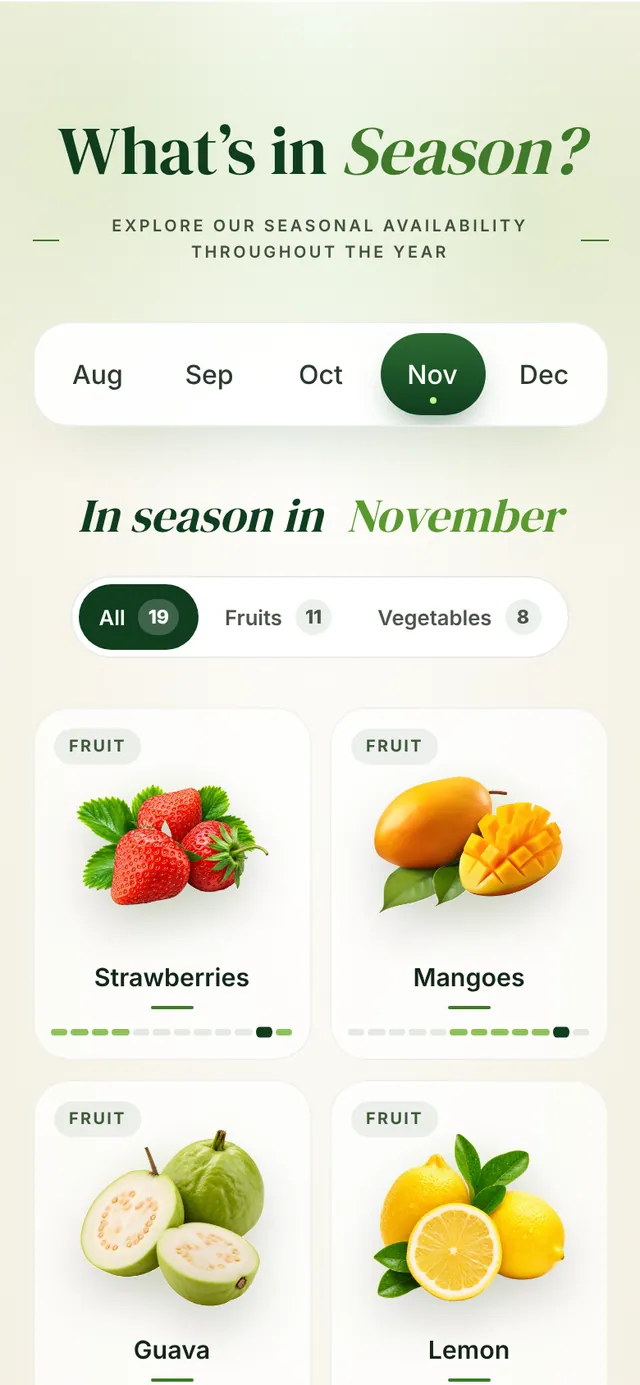 What's in Season?
EXPLORE OUR SEASONAL AVAILABILITY
THROUGHOUT THE YEAR
Aug Sep Oct Nov Dec
In season in November
All 19 Fruits 11 Vegetables 8
FRUIT FRUIT
Strawberries Mangoes
FRUIT FRUIT
Guava Lemon